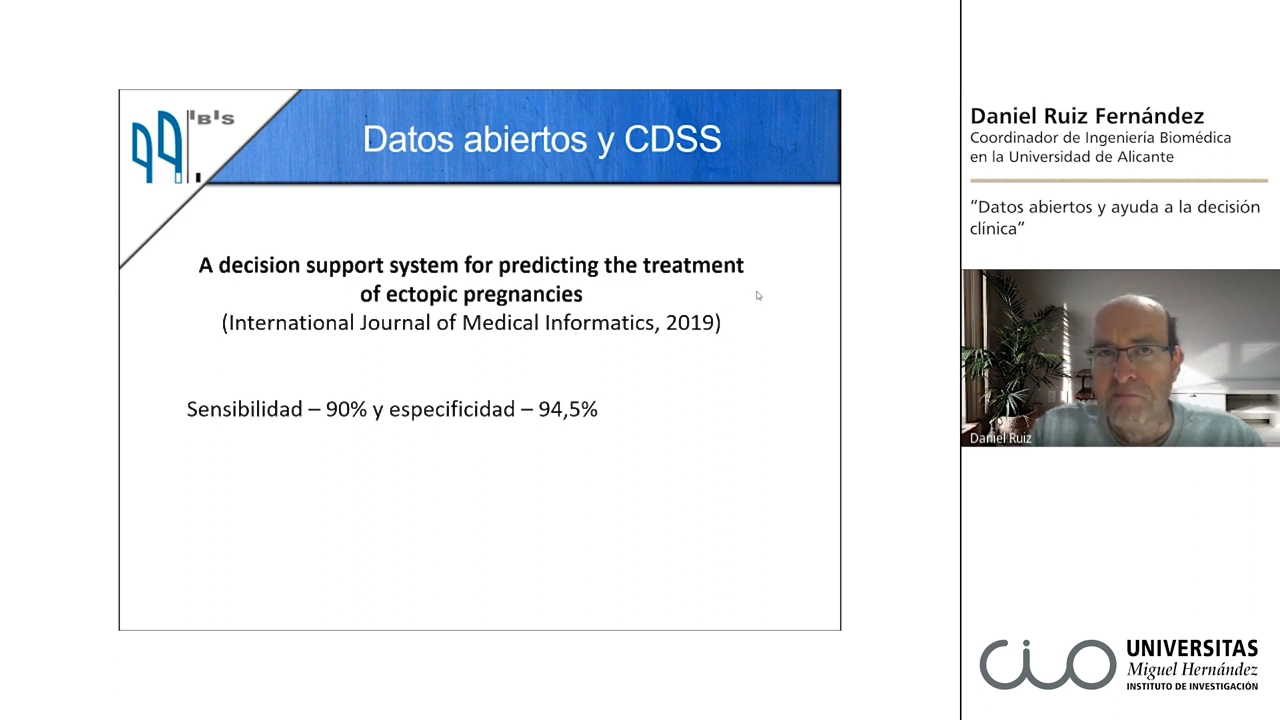 IBIS
Datos abiertos y CDSS
A decision support system for predicting the treatment
of ectopic pregnancies
(International Journal of Medical Informatics, 2019)
Sensibilidad – 90% y especificidad – 94,5%
Daniel Ruiz Fernández
Coordinador de Ingeniería Biomédica
en la Universidad de Alicante
“Datos abiertos y ayuda a la decisión
clínica”
Daniel Ruiz
cio
UNIVERSITAS
Miguel Hernández
INSTITUTO DE INVESTIGACIÓN